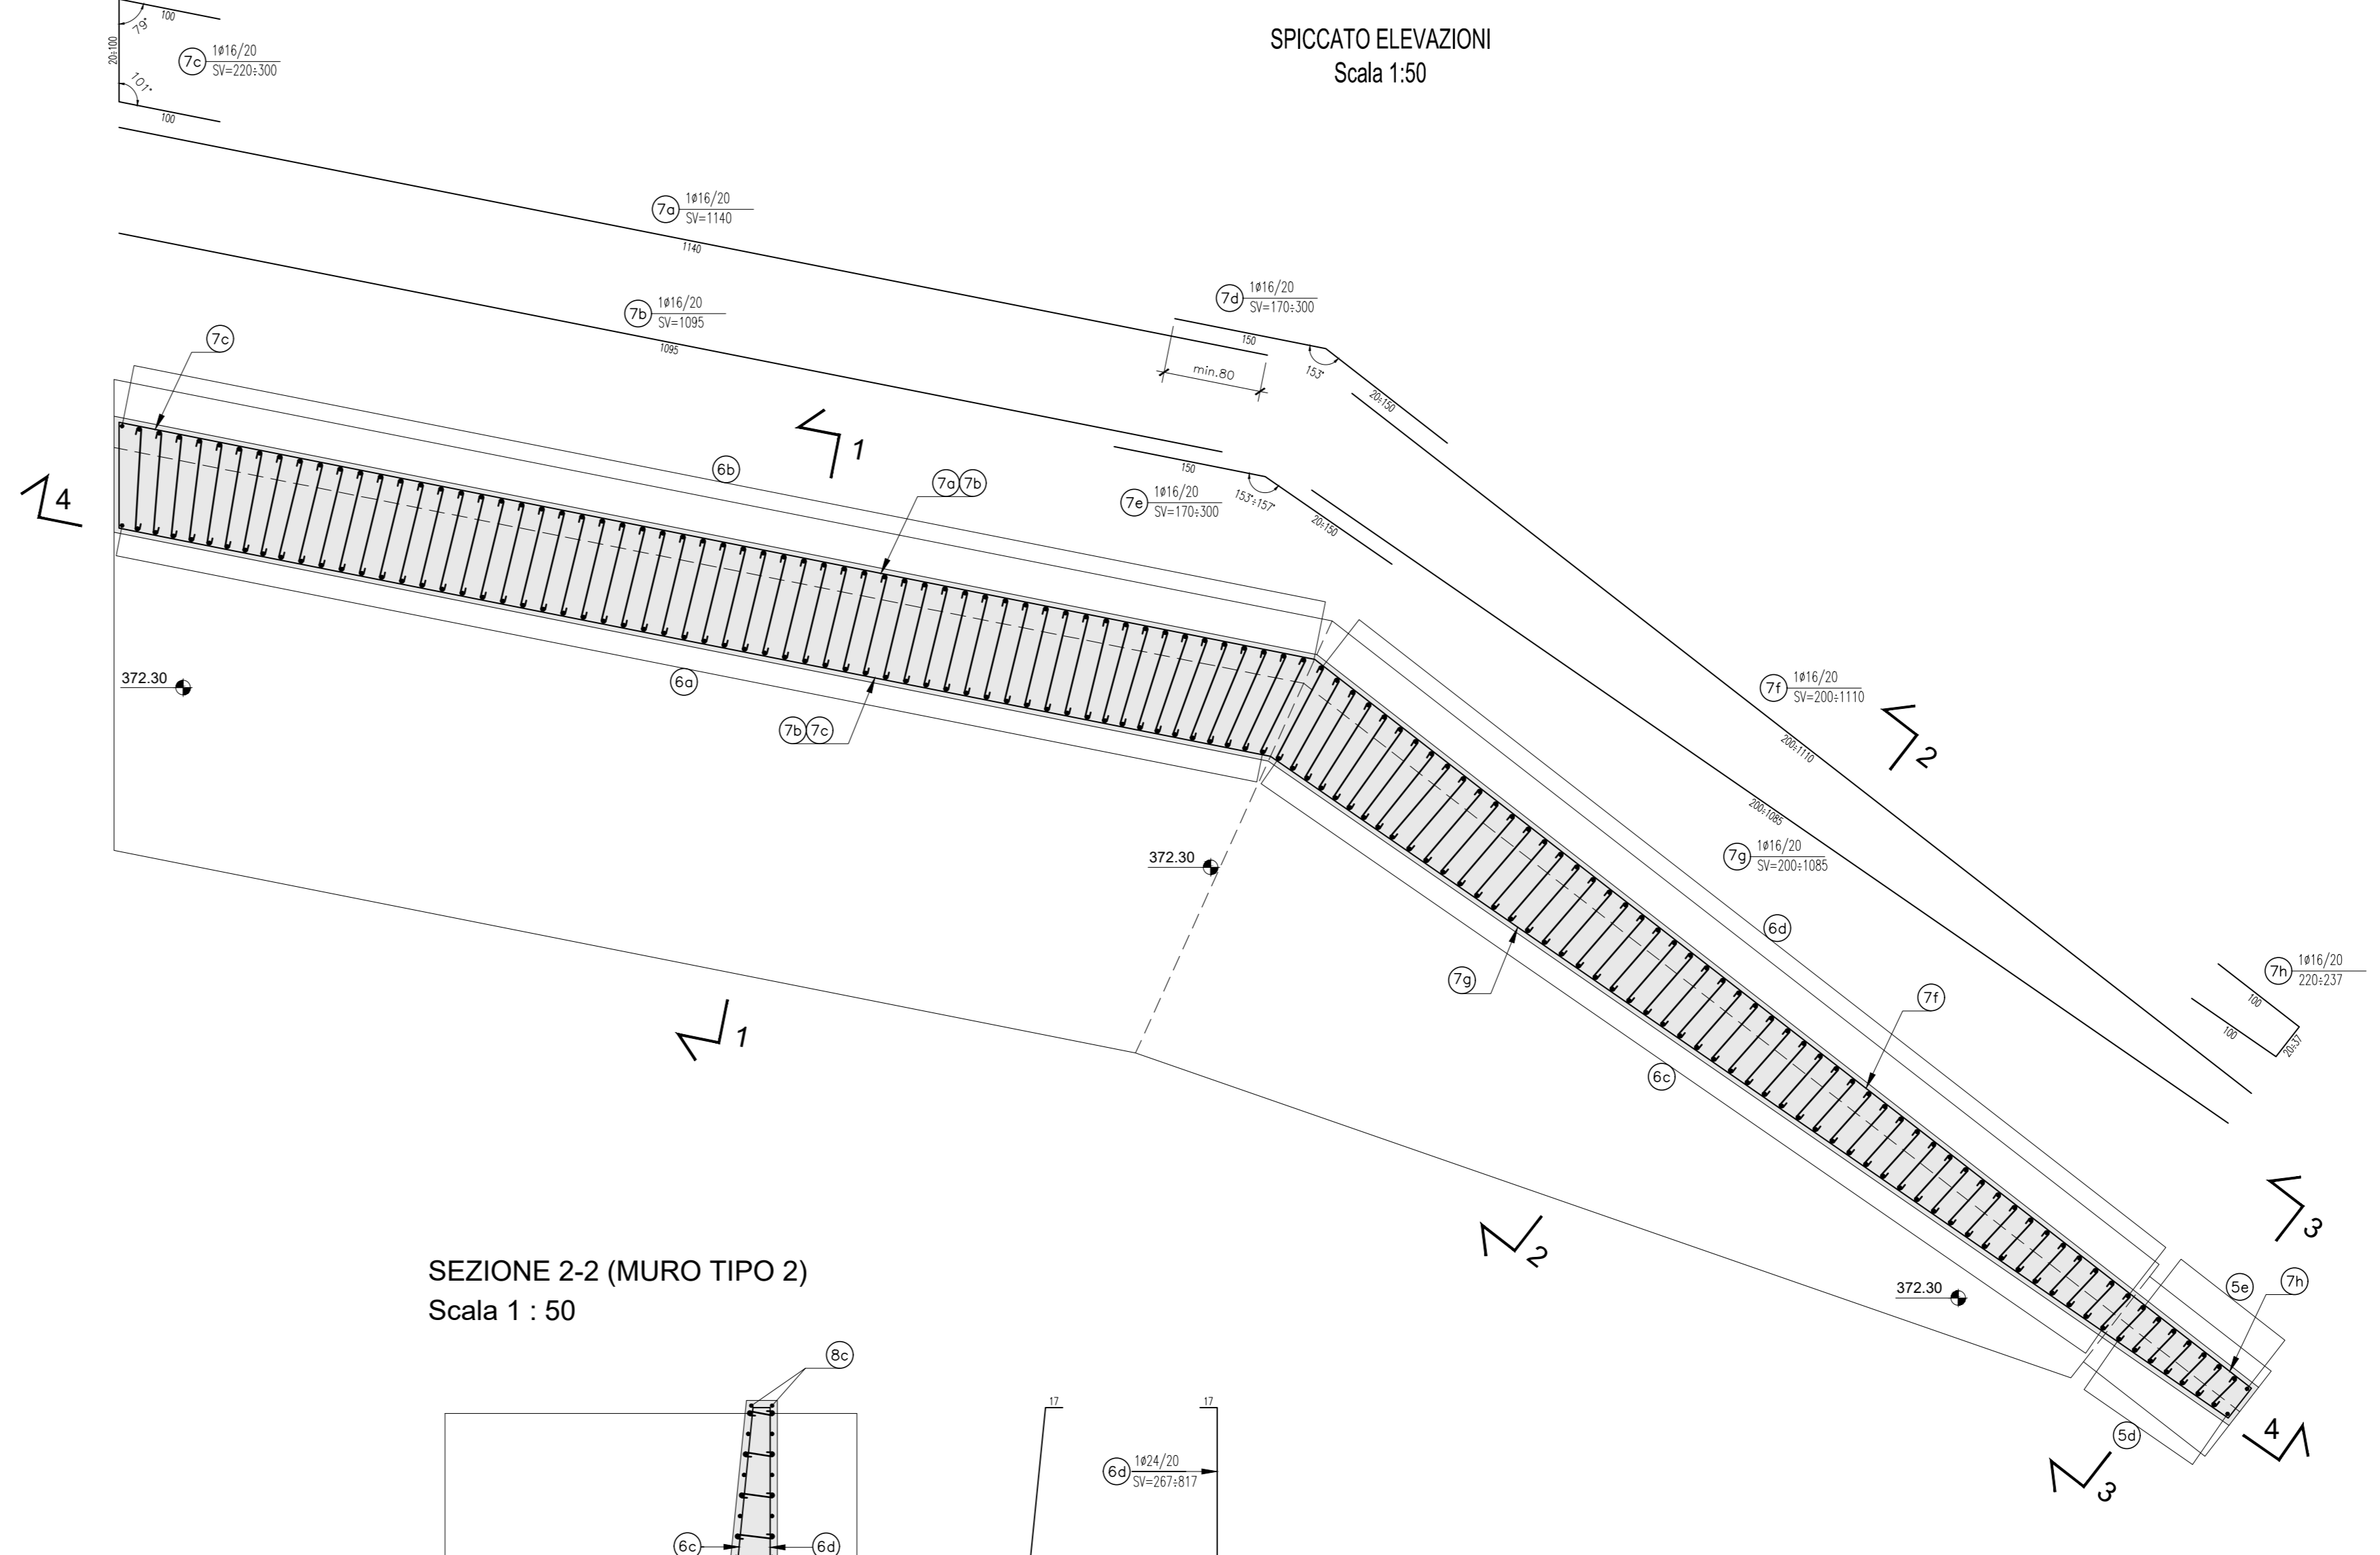 SPICCATO ELEVAZIONI
Scala 1:50
100
79°
20÷100
7c
1ø16/20
SV=220÷300
101°
100
7a
1ø16/20
SV=1140
1140
7b
1ø16/20
SV=1095
1095
7d
1ø16/20
SV=170÷300
150
min.80
153°
20÷150
7c
1
6b
7a 7b
150
7e
1ø16/20
SV=170÷300
153°÷157°
20÷150
4
372.30
6a
7b 7c
7f
1ø16/20
SV=200÷1110
200÷1110
2
200÷1085
7g
1ø16/20
SV=200÷1085
372.30
6d
7g
7f
7h
1ø16/20
220÷237
100
100
20÷37
1
6c
3
2
372.30
5e
7h
5d
4
3
SEZIONE 2-2 (MURO TIPO 2)
Scala 1 : 50
8c
17
17
6d
1ø24/20
SV=267÷817
6c
6d